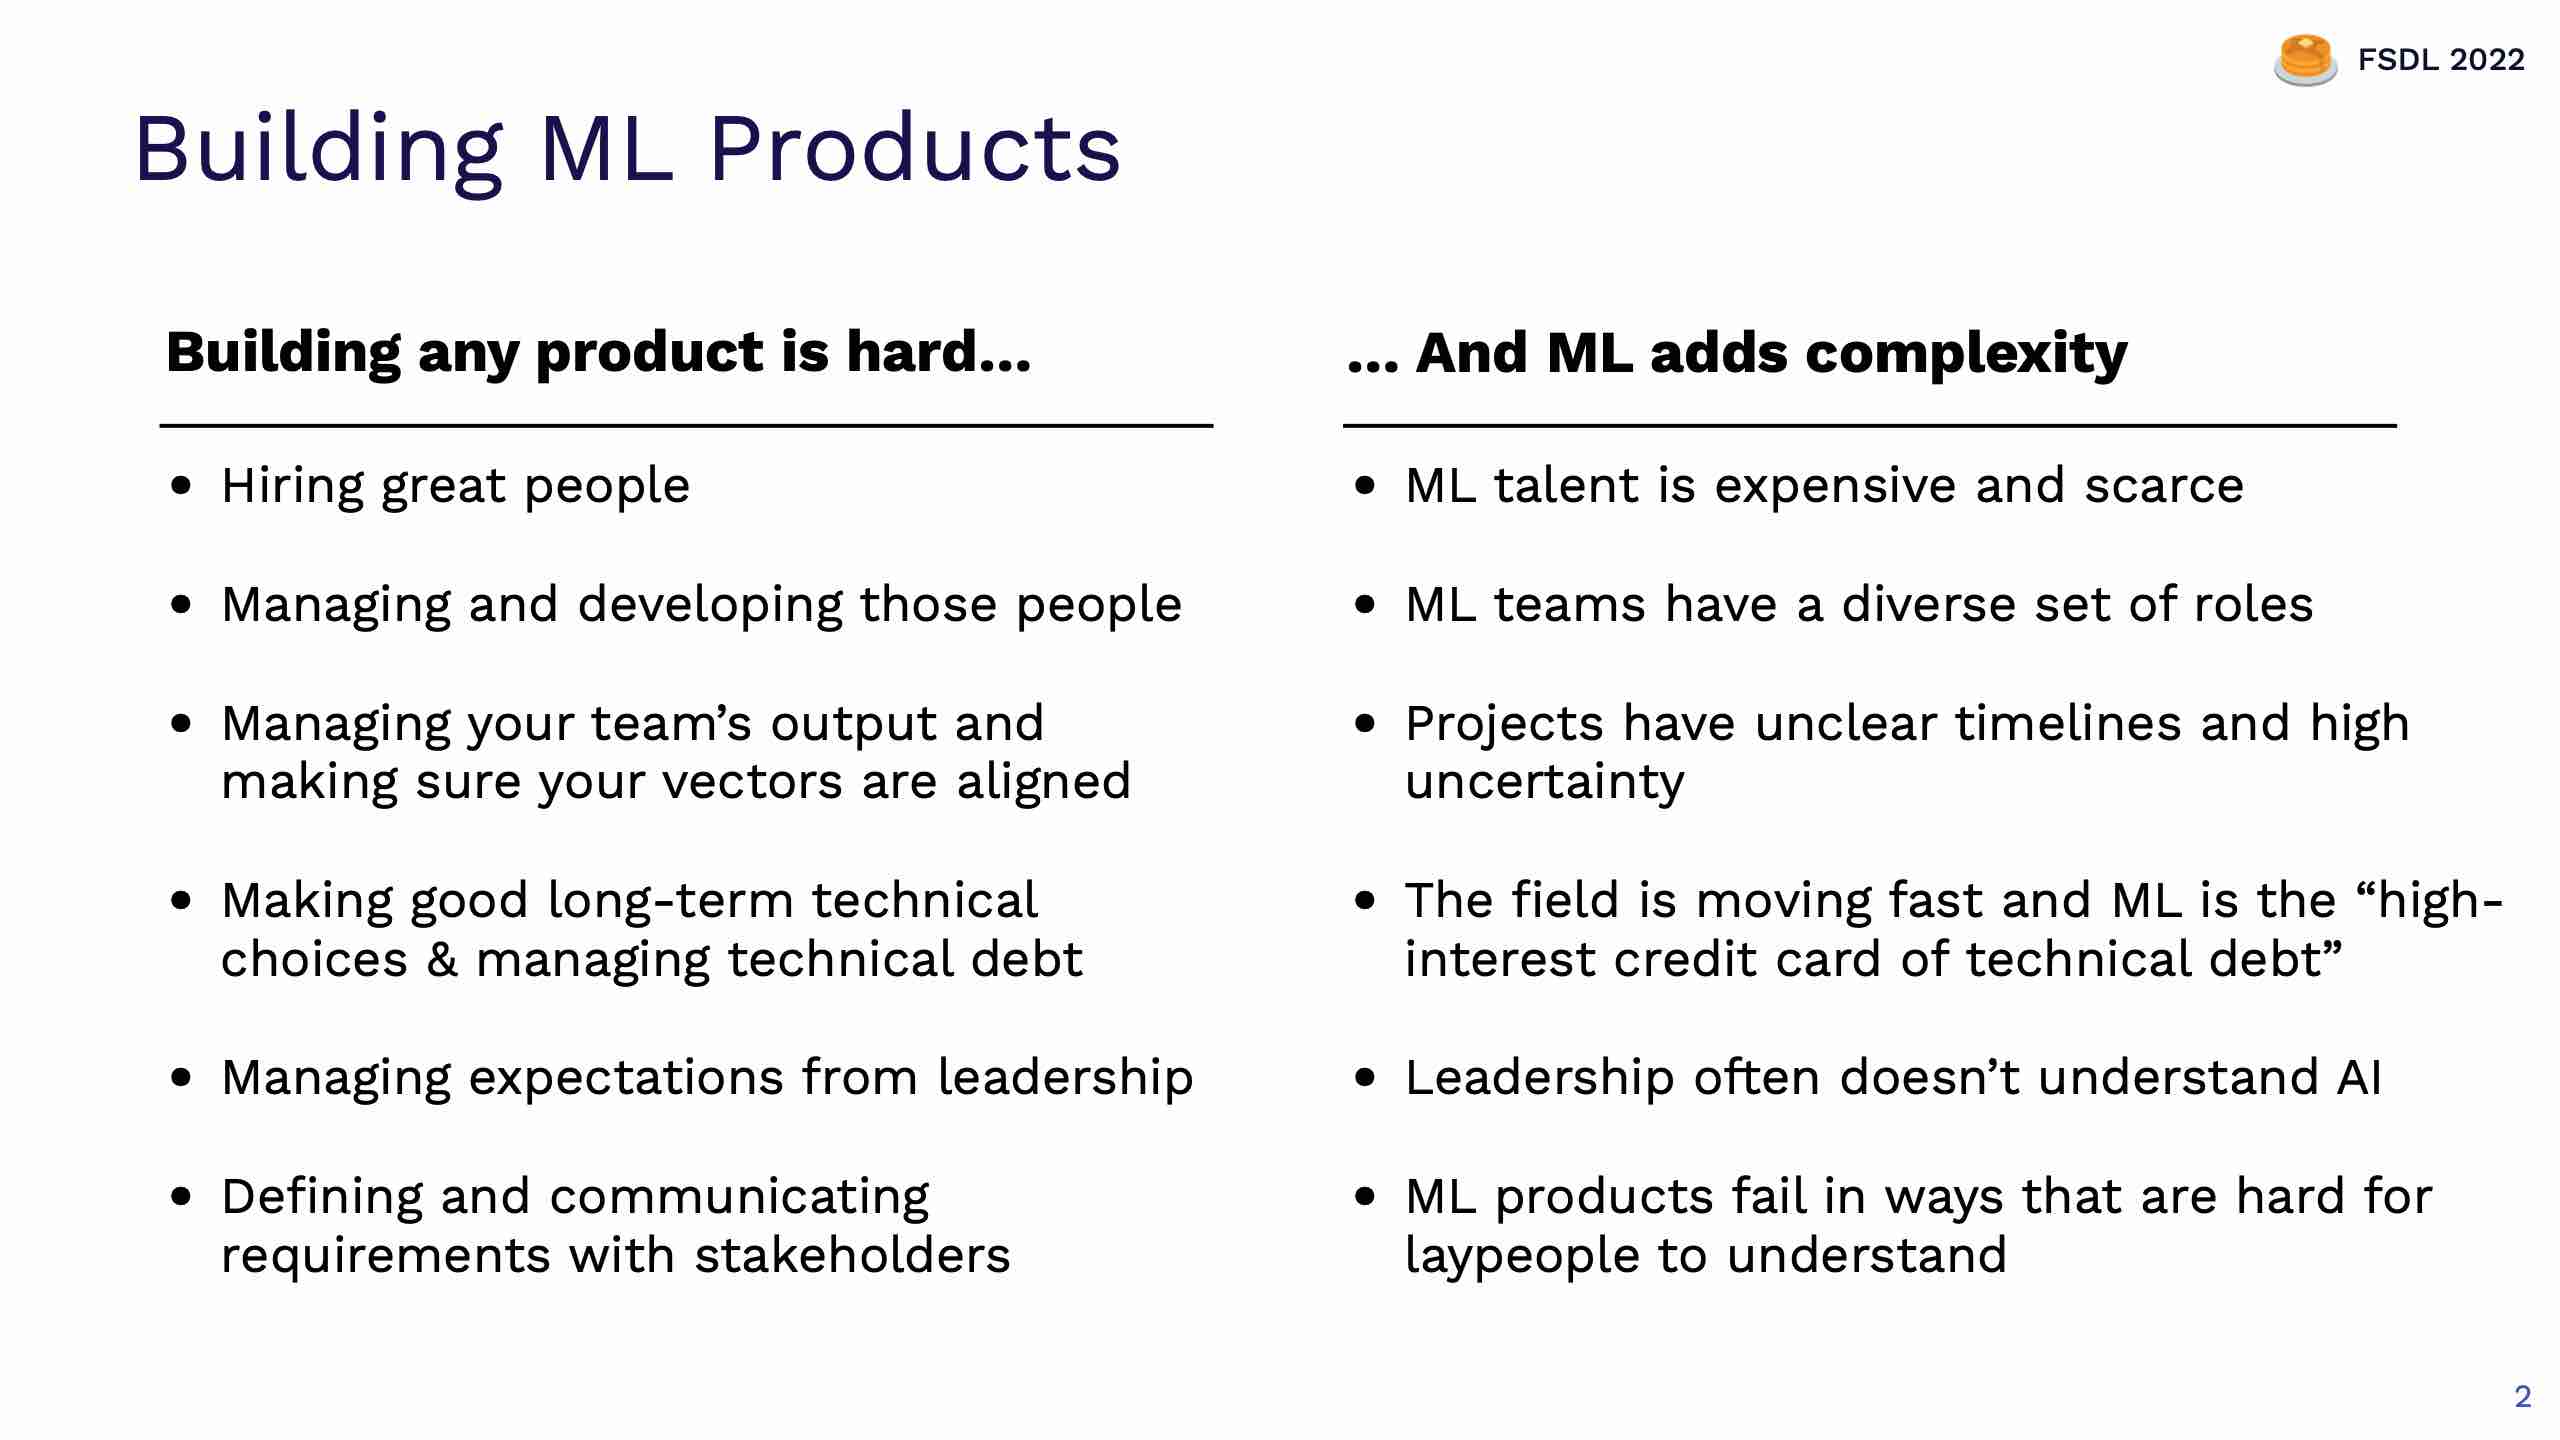 FSDL 2022
Building ML Products
Building any product is hard...
• Hiring great people
• Managing and developing those people
• Managing your team’s output and
making sure your vectors are aligned
• Making good long-term technical
choices & managing technical debt
• Managing expectations from leadership
• Defining and communicating
requirements with stakeholders
... And ML adds complexity
• ML talent is expensive and scarce
• ML teams have a diverse set of roles
• Projects have unclear timelines and high
uncertainty
• The field is moving fast and ML is the “high-
interest credit card of technical debt”
• Leadership often doesn’t understand AI
• ML products fail in ways that are hard for
laypeople to understand
2